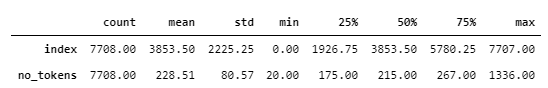 count mean std min 25% 50% 75% max
index 7708.00 3853.50 2225.25 0.00 1926.75 3853.50 5780.25 7707.00
no_tokens 7708.00 228.51 80.57 20.00 175.00 215.00 267.00 1336.00